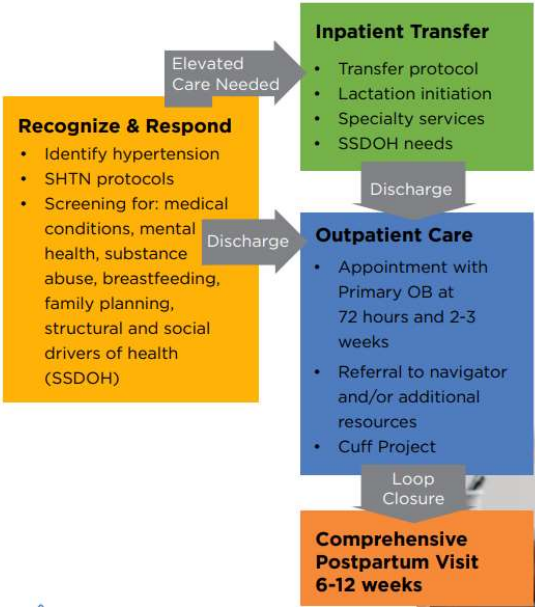 Recognize & Respond
• Identify hypertension
• SHTN protocols
• Screening for: medical
conditions, mental
health, substance
abuse, breastfeeding,
family planning,
structural and social
drivers of health
(SSDOH)
Elevated
Care Needed
Inpatient Transfer
• Transfer protocol
• Lactation initiation
• Specialty services
• SSDOH needs
Discharge
Discharge
Outpatient Care
• Appointment with
Primary OB at
72 hours and 2-3
weeks
• Referral to navigator
and/or additional
resources
• Cuff Project
Loop
Closure
Comprehensive
Postpartum Visit
6-12 weeks